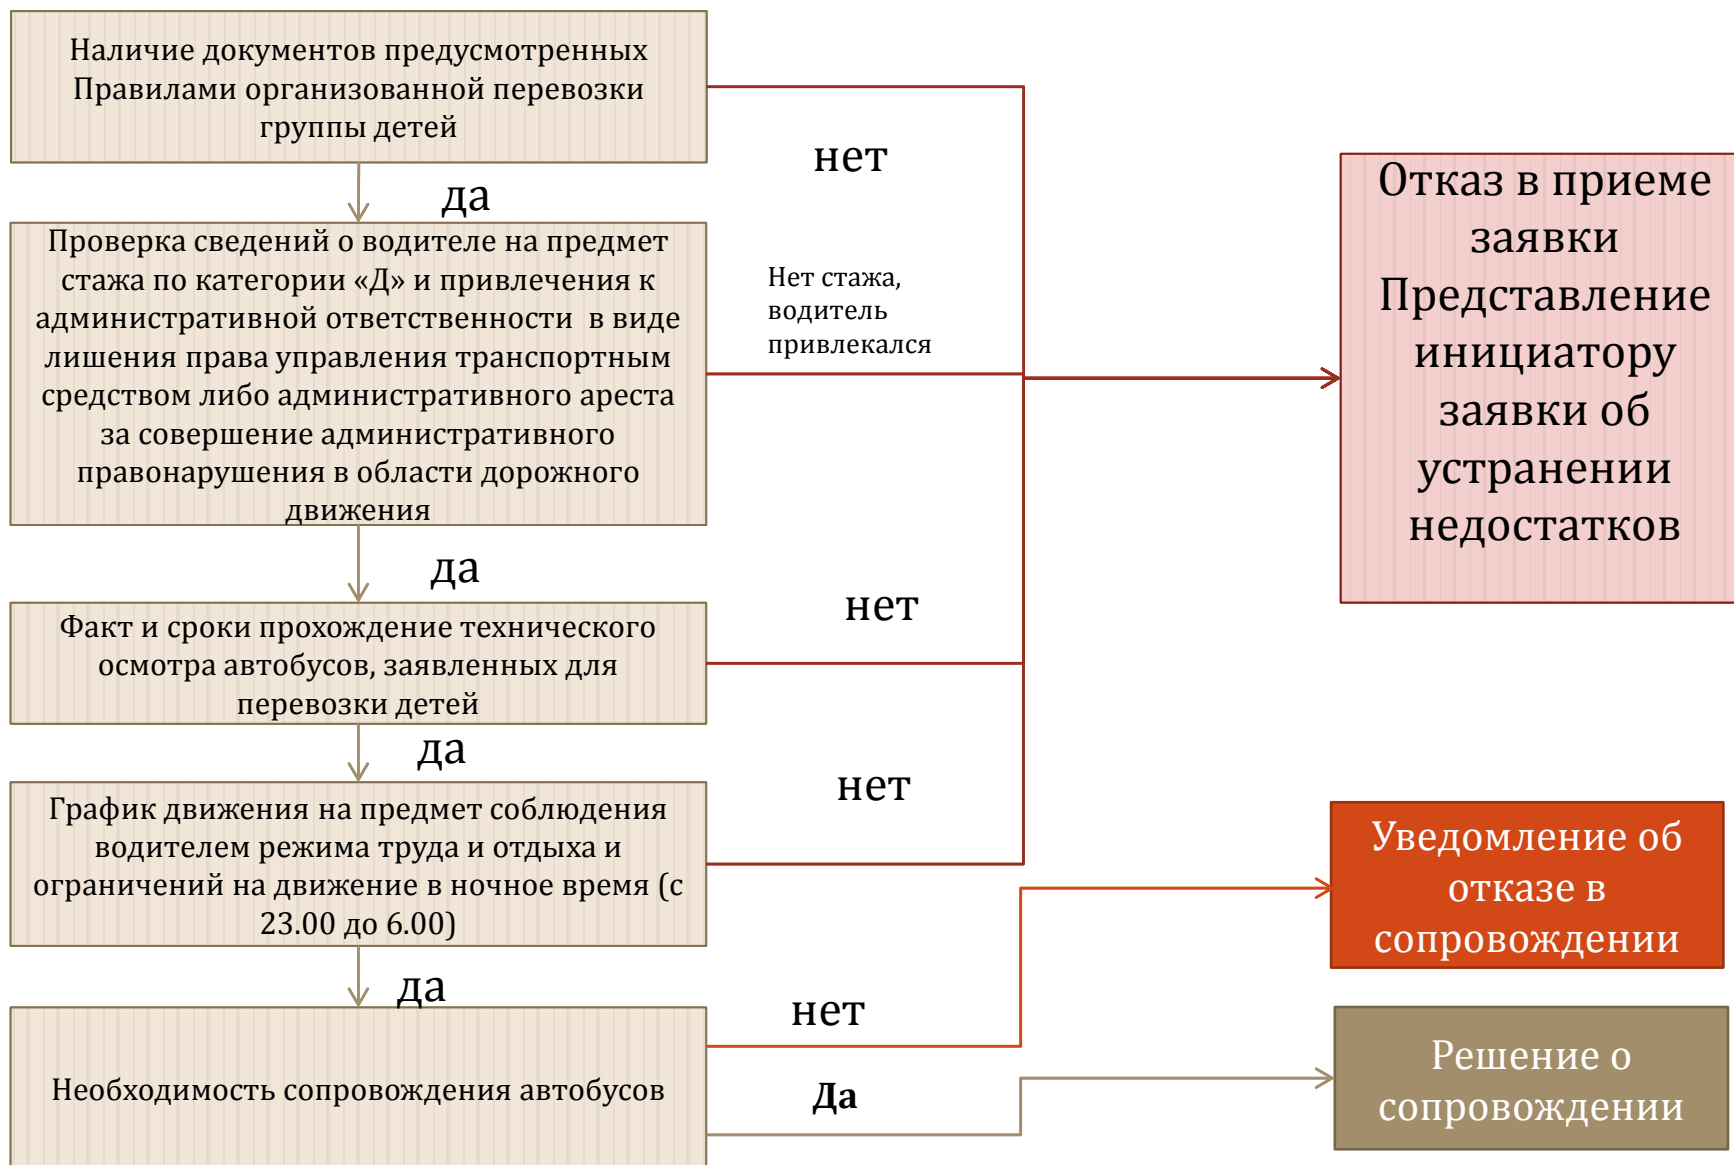 Наличие документов предусмотренных
Правилами организованной перевозки
группы детей
нет
да
Проверка сведений о водителе на предмет
стажа по категории «Д» и привлечения к
административной ответственности в виде
лишения права управления транспортным
средством либо административного ареста
за совершение административного
правонарушения в области дорожного
движения
Нет стажа,
водитель
привлекался
Отказ в приеме
заявки
Представление
инициатору
заявки об
устранении
недостатков
да
нет
Факт и сроки прохождение технического
осмотра автобусов, заявленных для
перевозки детей
да
нет
График движения на предмет соблюдения
водителем режима труда и отдыха и
ограничений на движение в ночное время (с
23.00 до 6.00)
Уведомление об
отказе в
сопровождении
да
нет
Необходимость сопровождения автобусов
Да
Решение о
сопровождении